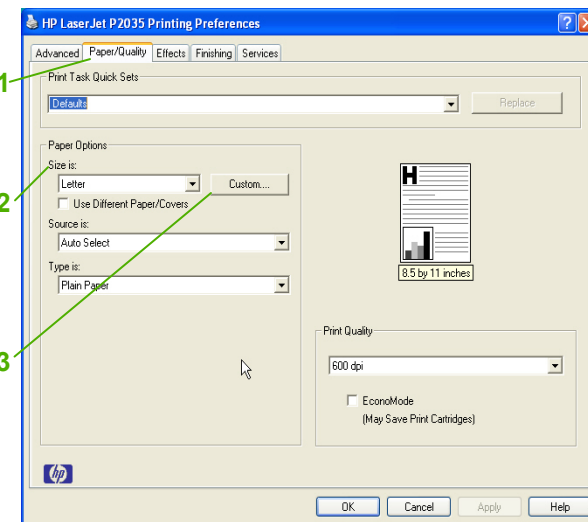 HP LaserJet P2035 Printing Preferences
Advanced Paper/Quality Effects Finishing Services
1
Print Task Quick Sets
Defaults
Replace
Paper Options
Size is:
2
Letter
Custom....
Use Different Paper/Covers
Source is:
Auto Select
Type is:
Plain Paper
H
8.5 by 11 inches
3
Print Quality
600 dpi
EconoMode
(May Save Print Cartridges)
hp
OK Cancel Apply Help